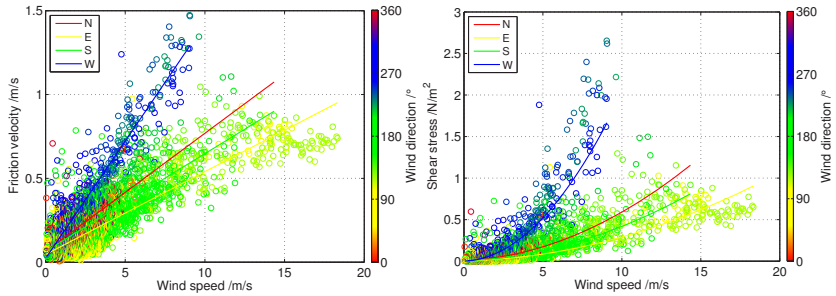 1.5
1
0.5
0
0
5
10
15
20
Friction velocity /m/s
Wind speed /m/s
N
E
S
W
360
270
180
90
0
Wind direction /°
3
2.5
2
1.5
1
0.5
0
0
5
10
15
20
Shear stress /N/m²
Wind speed /m/s
N
E
S
W
360
270
180
90
0
Wind direction /°